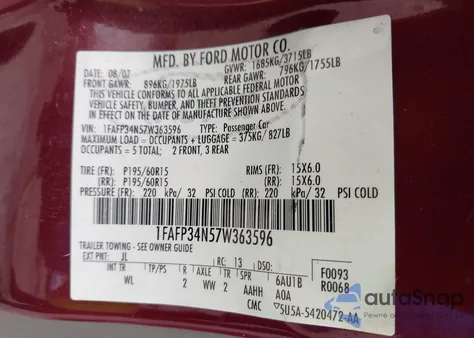 MFD. BY FORD MOTOR CO.
DATE: 08/07 GVWR: 1685KG/3715LB
FRONT GAWR: 896KG/1975LB REAR GAWR: 796KG/1755LB
THIS VEHICLE CONFORMS TO ALL APPLICABLE FEDERAL MOTOR
VEHICLE SAFETY, BUMPER, AND THEFT PREVENTION STANDARDS
IN EFFECT ON THE DATE OF MANUFACTURE SHOWN ABOVE.
VIN: 1FAFP34N57W363596 TYPE: Passenger Car
MAXIMUM LOAD = OCCUPANTS + LUGGAGE = 375KG/ 827LB
OCCUPANTS = 5 TOTAL; 2 FRONT, 3 REAR
TIRE (FR): P195/60R15 RIMS (FR): 15X6.0
(RR): P195/60R15 (RR): 15X6.0
PRESSURE (FR): 220 kPa/ 32 PSI COLD (RR): 220 kPa/ 32 PSI COLD
1FAFP34N57W363596
TRAILER TOWING - SEE OWNER GUIDE
EXT PNT: JL RC: 13 DSO: F0093
INT TR TP/PS R AXLE TR SPR 6AU1B R0068
WL 2 WW 2 AAHH A0A
CMC 5U5A-5420472-AA
autoSnap